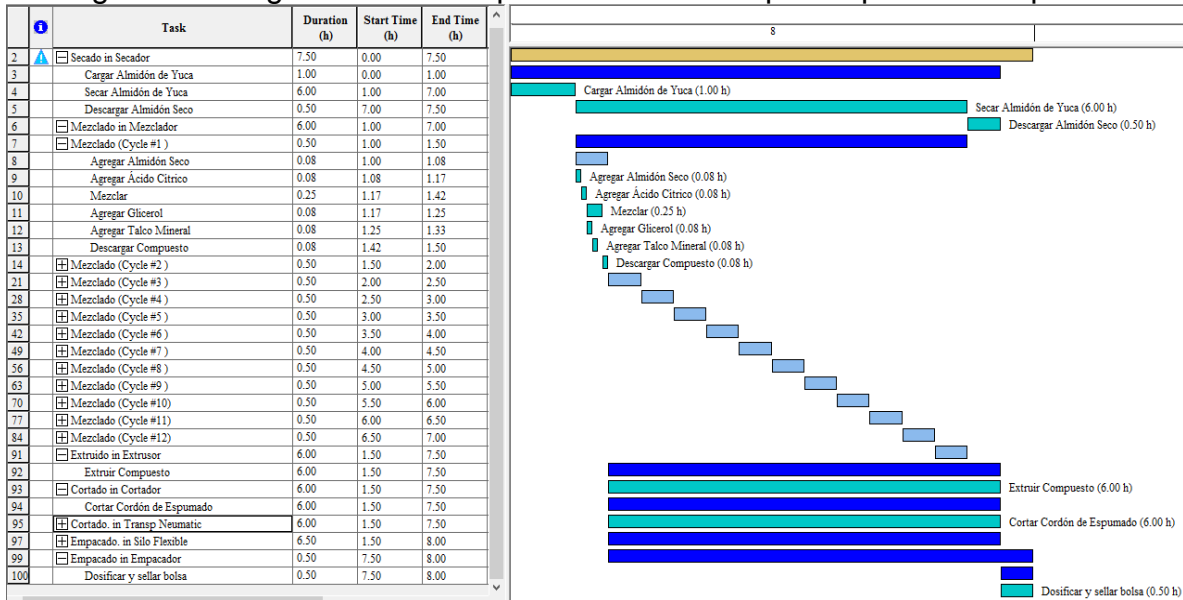 Task Duration Start Time End Time
(h) (h) (h)
2 Secado in Secador 7.50 0.00 7.50
3 Cargar Almidón de Yuca 1.00 0.00 1.00
4 Secar Almidón de Yuca 6.00 1.00 7.00
5 Descargar Almidón Seco 0.50 7.00 7.50
6 Mezclado in Mezclador 6.00 1.00 7.00
7 Mezclado (Cycle #1 ) 0.50 1.00 1.50
8 Agregar Almidón Seco 0.08 1.00 1.08
9 Agregar Ácido Citrico 0.08 1.08 1.17
10 Mezclar 0.25 1.17 1.42
11 Agregar Glicerol 0.08 1.17 1.25
12 Agregar Talco Mineral 0.08 1.25 1.33
13 Descargar Compuesto 0.08 1.42 1.50
14 Mezclado (Cycle #2 ) 0.50 1.50 2.00
21 Mezclado (Cycle #3 ) 0.50 2.00 2.50
28 Mezclado (Cycle #4 ) 0.50 2.50 3.00
35 Mezclado (Cycle #5 ) 0.50 3.00 3.50
42 Mezclado (Cycle #6 ) 0.50 3.50 4.00
49 Mezclado (Cycle #7 ) 0.50 4.00 4.50
56 Mezclado (Cycle #8 ) 0.50 4.50 5.00
63 Mezclado (Cycle #9 ) 0.50 5.00 5.50
70 Mezclado (Cycle #10) 0.50 5.50 6.00
77 Mezclado (Cycle #11) 0.50 6.00 6.50
84 Mezclado (Cycle #12) 0.50 6.50 7.00
91 Extruido in Extrusor 6.00 1.50 7.50
92 Extruir Compuesto 6.00 1.50 7.50
93 Cortado in Cortador 6.00 1.50 7.50
94 Cortar Cordón de Espumado 6.00 1.50 7.50
95 Cortado. in Transp Neumatic 6.00 1.50 7.50
97 Empacado. in Silo Flexible 6.50 1.50 8.00
99 Empacado in Empacador 0.50 7.50 8.00
100 Dosificar y sellar bolsa 0.50 7.50 8.00
8
Cargar Almidón de Yuca (1.00 h)
Secar Almidón de Yuca (6.00 h)
Descargar Almidón Seco (0.50 h)
Agregar Almidón Seco (0.08 h)
Agregar Ácido Citrico (0.08 h)
Mezclar (0.25 h)
Agregar Glicerol (0.08 h)
Agregar Talco Mineral (0.08 h)
Descargar Compuesto (0.08 h)
Extruir Compuesto (6.00 h)
Cortar Cordón de Espumado (6.00 h)
Dosificar y sellar bolsa (0.50 h)